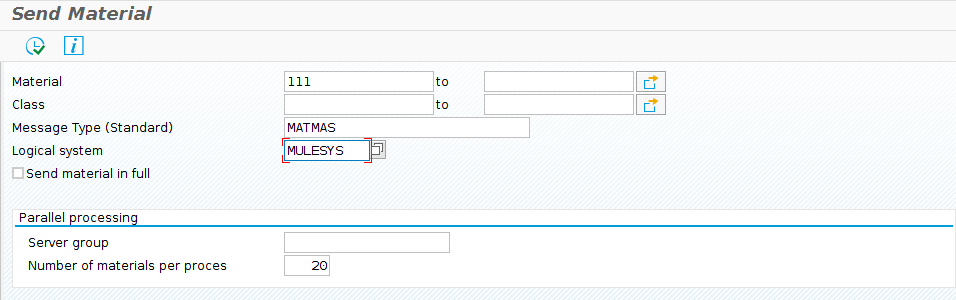 Send Material
i
Material 111 to
Class to
Message Type (Standard) MATMAS
Logical system MULESYS
Send material in full
Parallel processing
Server group
Number of materials per proces 20